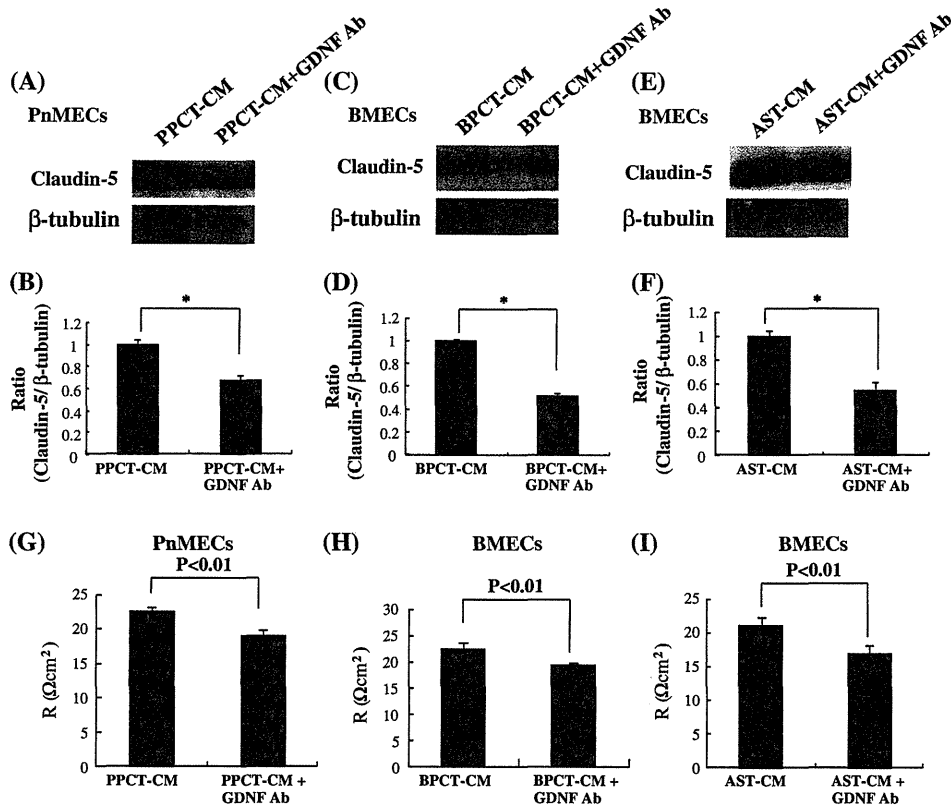 (A)
PnMECs
PPCT-CM
PPCT-CM+GDNF Ab
Claudin-5
β-tubulin
(C)
BMECs
BPCT-CM
BPCT-CM+GDNF Ab
Claudin-5
β-tubulin
(E)
BMECs
AST-CM
AST-CM+GDNF Ab
Claudin-5
β-tubulin
(B)
Ratio
(Claudin-5/ β-tubulin)
*
1.2
1
0.8
0.6
0.4
0.2
0
PPCT-CM
PPCT-CM+
GDNF Ab
(D)
Ratio
(Claudin-5/ β-tubulin)
*
1.2
1
0.8
0.6
0.4
0.2
0
BPCT-CM
BPCT-CM+
GDNF Ab
(F)
Ratio
(Claudin-5/ β-tubulin)
*
1.2
1
0.8
0.6
0.4
0.2
0
AST-CM
AST-CM+
GDNF Ab
(G)
PnMECs
P<0.01
R (Ωcm²)
25
20
15
10
5
0
PPCT-CM
PPCT-CM +
GDNF Ab
(H)
BMECs
P<0.01
R (Ωcm²)
30
25
20
15
10
5
0
BPCT-CM
BPCT-CM +
GDNF Ab
(I)
BMECs
P<0.01
R (Ωcm²)
25
20
15
10
5
0
AST-CM
AST-CM +
GDNF Ab